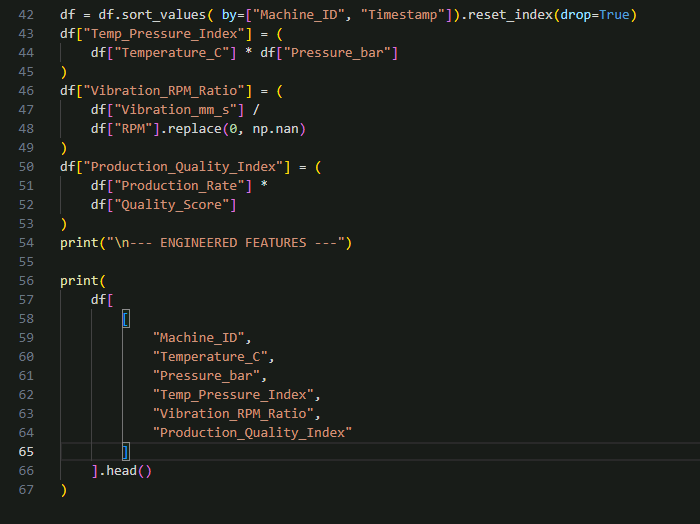 42 df = df.sort_values( by=["Machine_ID", "Timestamp"]).reset_index(drop=True)
43 df["Temp_Pressure_Index"] = (
44     df["Temperature_C"] * df["Pressure_bar"]
45 )
46 df["Vibration_RPM_Ratio"] = (
47     df["Vibration_mm_s"] /
48     df["RPM"].replace(0, np.nan)
49 )
50 df["Production_Quality_Index"] = (
51     df["Production_Rate"] *
52     df["Quality_Score"]
53 )
54 print("\n--- ENGINEERED FEATURES ---")
55
56 print(
57     df[
58         [
59             "Machine_ID",
60             "Temperature_C",
61             "Pressure_bar",
62             "Temp_Pressure_Index",
63             "Vibration_RPM_Ratio",
64             "Production_Quality_Index"
65         ]
66     ].head()
67 )